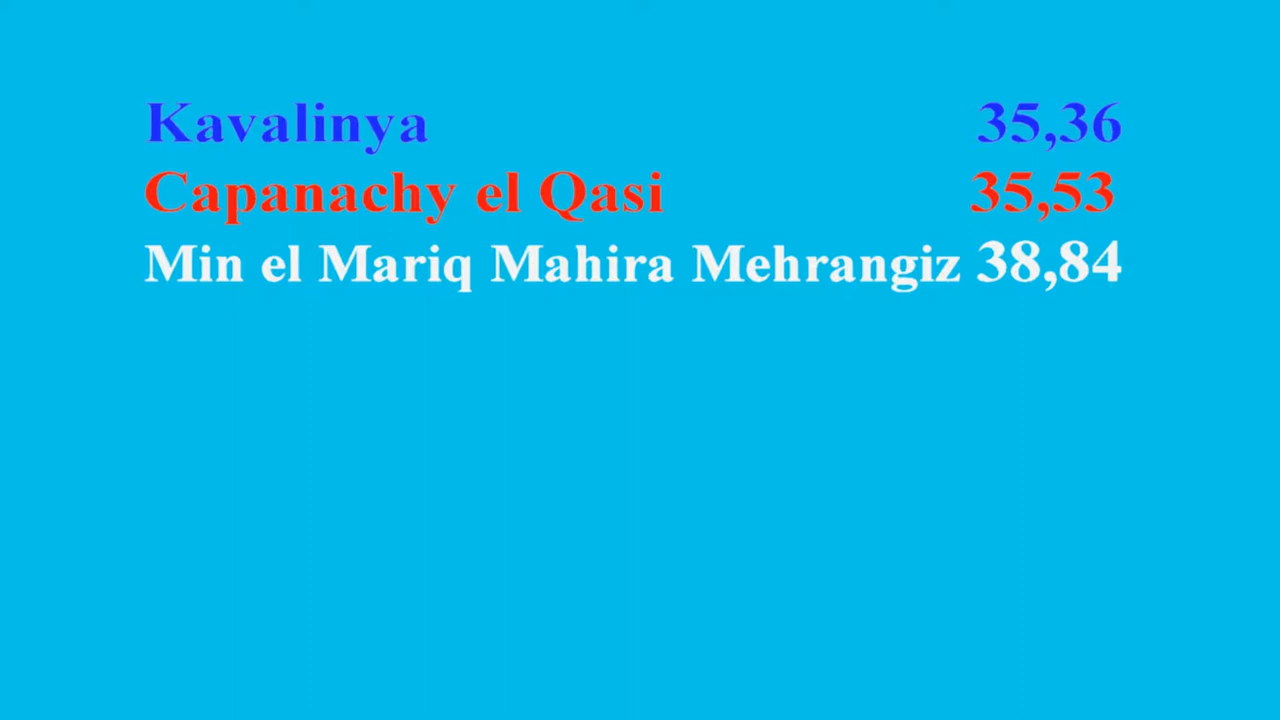 Kavalinya 35,36
Capanachy el Qasi 35,53
Min el Mariq Mahira Mehrangiz 38,84